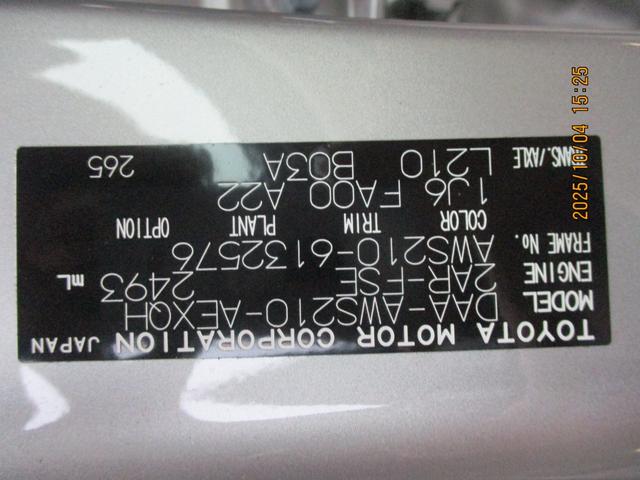 TOYOTA MOTOR CORPORATION JAPAN
MODEL DAA-AWS210-AEXQH
ENGINE 2AR-FSE 2493 mL
FRAME No. AWS210-6132576
COLOR TRIM PLANT OPTION
1J6 FA00 A22
TRANS./AXLE L210 B03A 265
2025/10/04 15:25